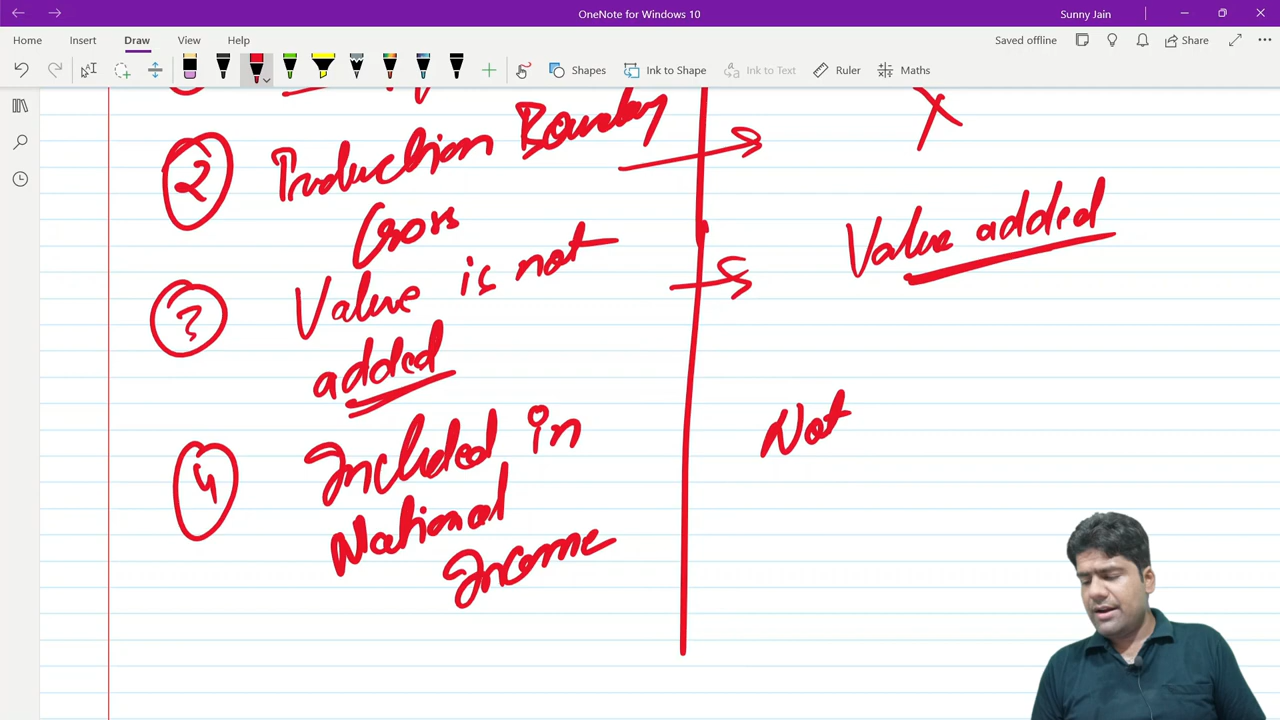 OneNote for Windows 10
Sunny Jain
Home Insert Draw View Help
Saved offline
Share
Shapes
Ink to Shape
Ink to Text
Ruler
Maths
2 Production Boundary
Cross
3 Value is not
added
4 Included in
National
Income
X
Value added
Not